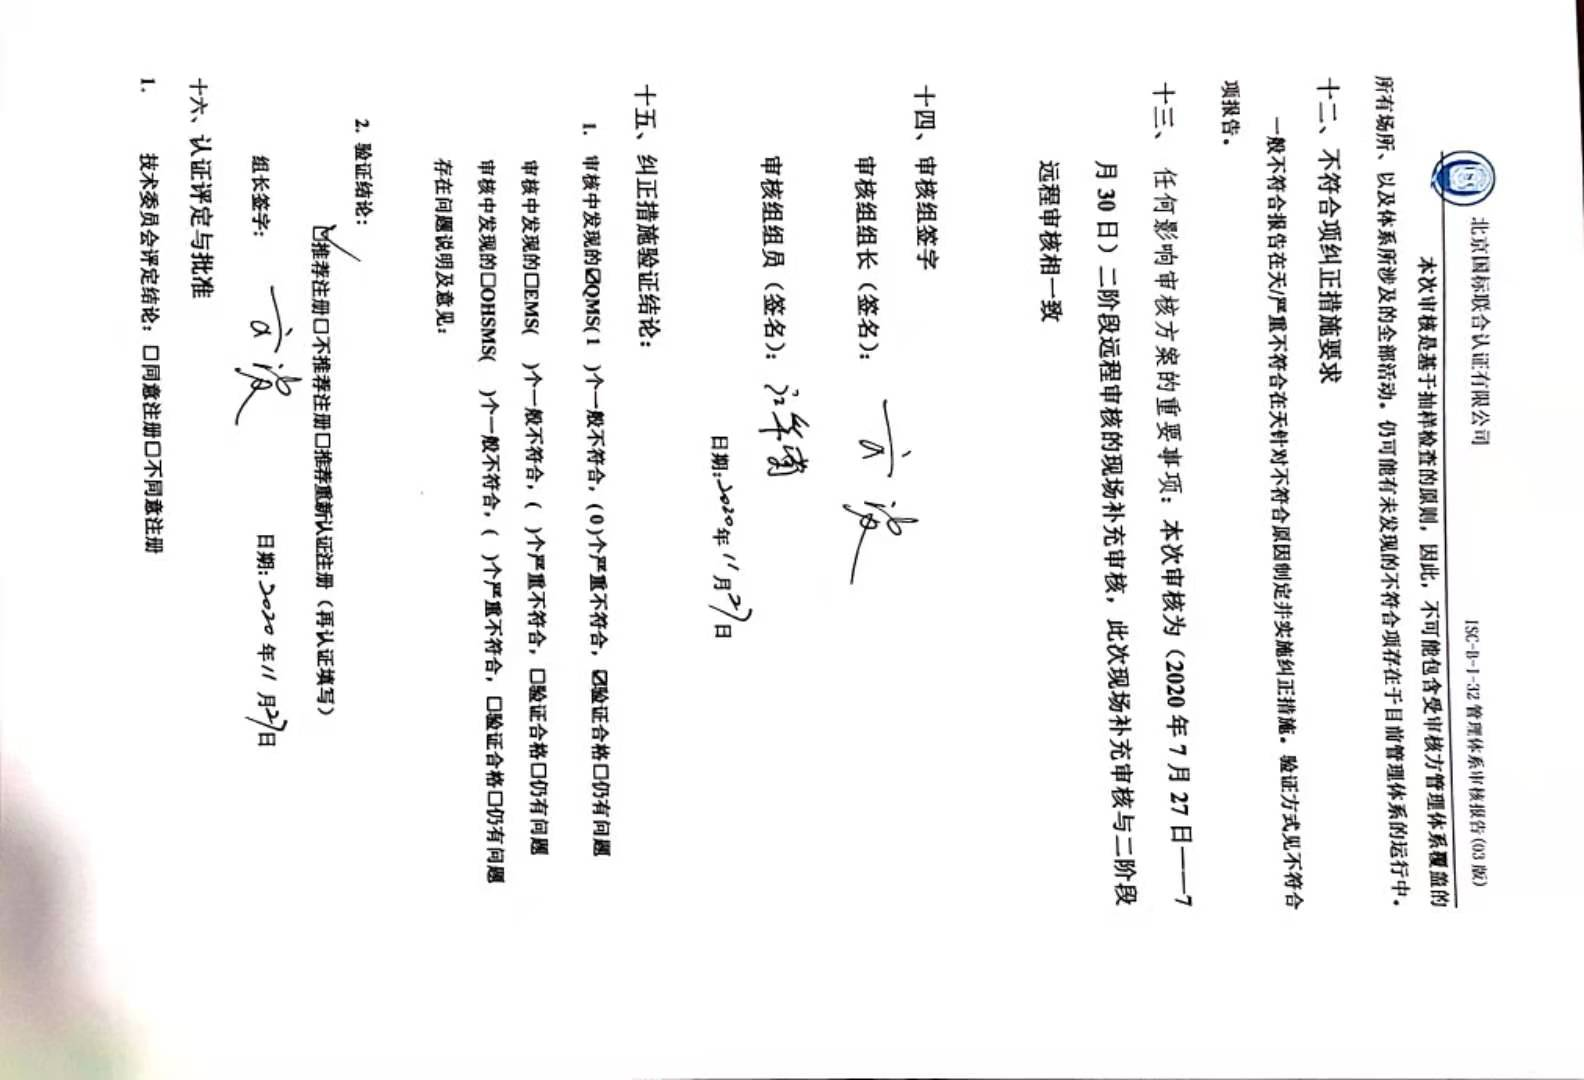 北京国标联合认证有限公司 ISC-B-I-32 管理体系审核报告(03 版)
本次审核是基于抽样检查的原则，因此，不可能包含受审核方管理体系覆盖的
所有场所、以及体系所涉及的全部活动。仍可能有未发现的不符合项存在于目前管理体系的运行中。
十二、不符合项纠正措施要求
一般不符合报告在天/严重不符合在天针对不符合原因制定并实施纠正措施。验证方式见不符合
项报告。
十三、 任何影响审核方案的重要事项：本次审核为（2020 年 7 月 27 日——7
月 30 日）二阶段远程审核的现场补充审核，此次现场补充审核与二阶段
远程审核相一致
十四、审核组签字
审核组组长（签名）：
审核组组员（签名）：
日期:2020年 11 月27日
十五、纠正措施验证结论：
1. 审核中发现的☑QMS(1 )个一般不符合，(0)个严重不符合，☑验证合格□仍有问题
审核中发现的□EMS( )个一般不符合，( )个严重不符合，□验证合格□仍有问题
审核中发现的□OHSMS( )个一般不符合，( )个严重不符合，□验证合格□仍有问题
存在问题说明及意见：
2. 验证结论：
☑推荐注册□不推荐注册□推荐重新认证注册（再认证填写）
组长签字： 日期:2020 年 11 月27日
十六、认证评定与批准
1. 技术委员会评定结论：□同意注册□不同意注册